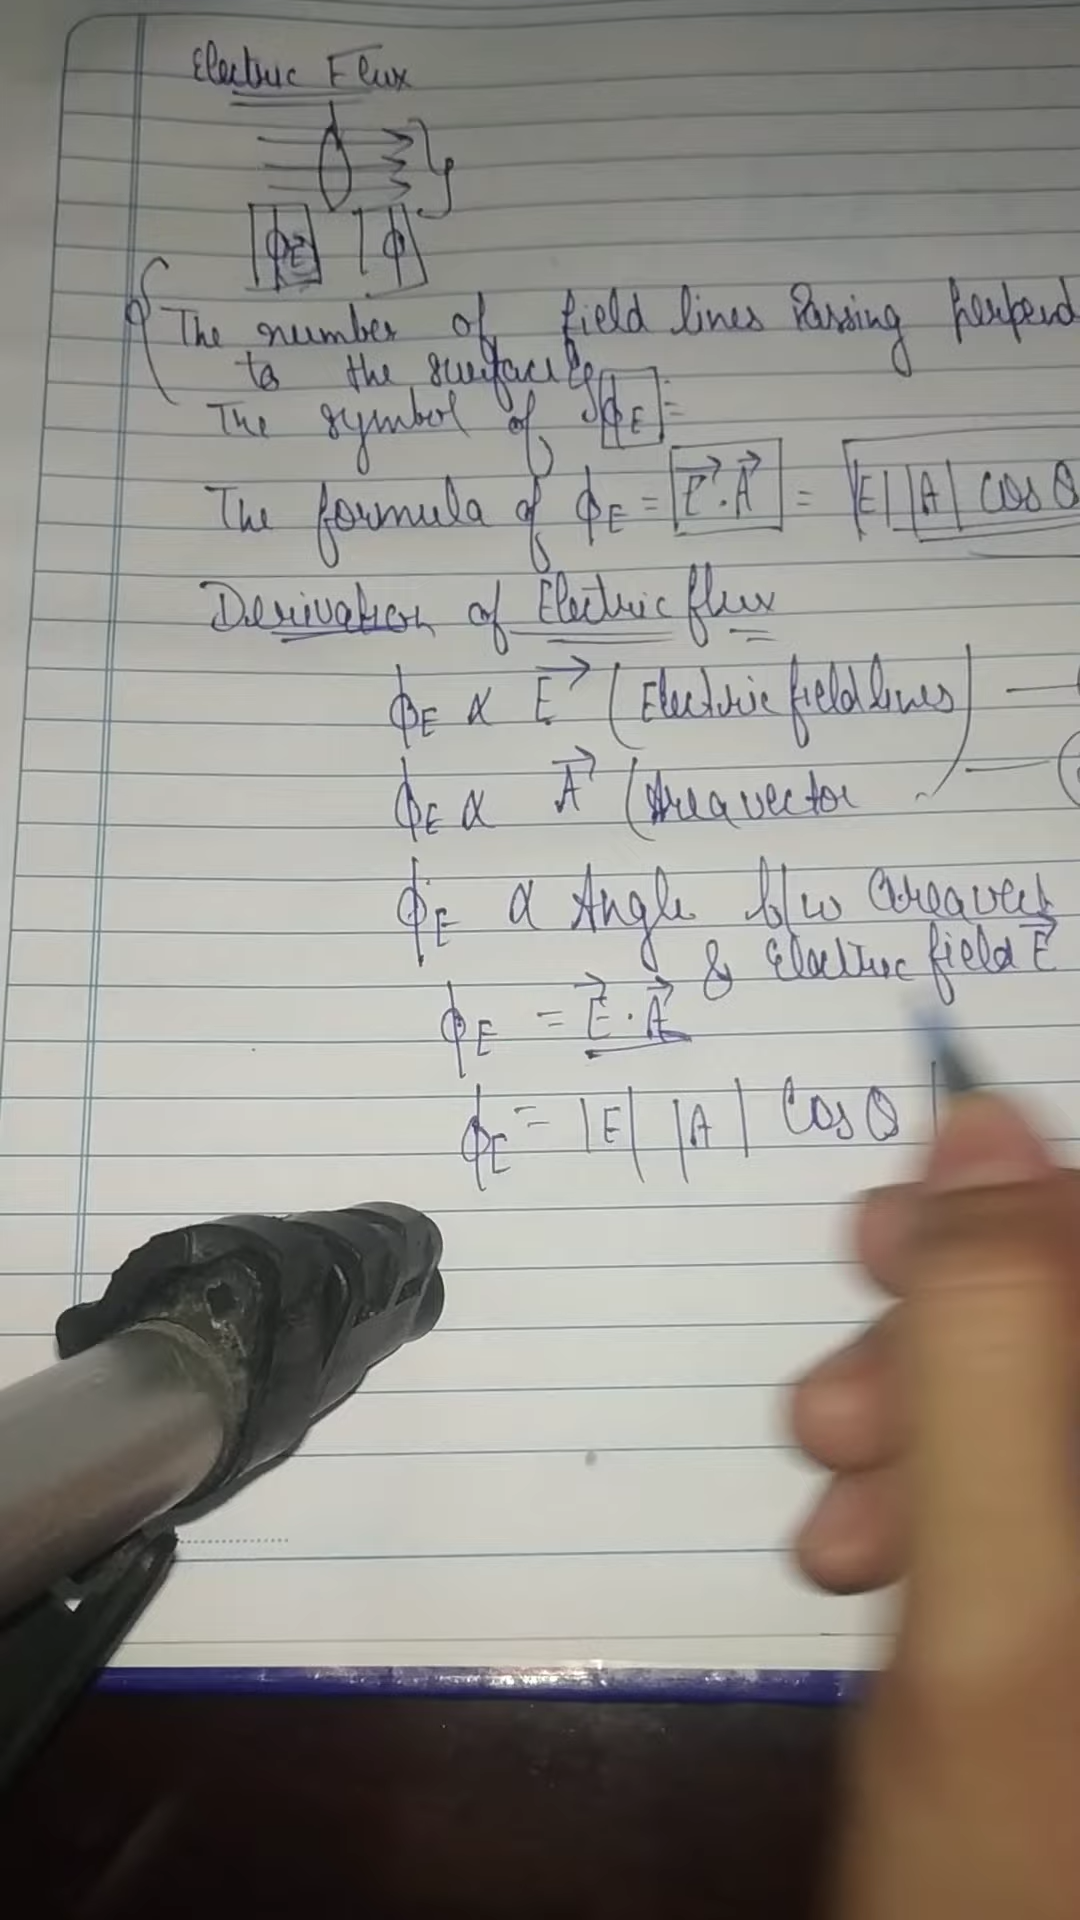 Electric Flux
ϕE ϕ
The number of field lines Passing perpend
to the surface
The symbol of ϕE =
The formula of ϕE = E⃗ . A⃗ = |E| |A| cos θ
Derivation of Electric flux
ϕE ∝ E⃗ (Electric field lines) —
ϕE ∝ A⃗ (Area vector —
ϕE ∝ Angle b/w Areavect
& Electric field E⃗
ϕE = E⃗ . A⃗
ϕE = |E| |A| Cos θ